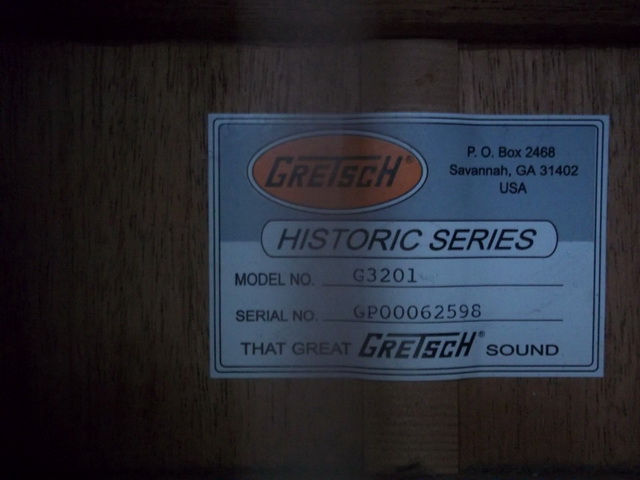 GRETSCH®
P. O. Box 2468
Savannah, GA 31402
USA
HISTORIC SERIES
MODEL NO. G3201
SERIAL NO. GP00062598
THAT GREAT GRETSCH® SOUND